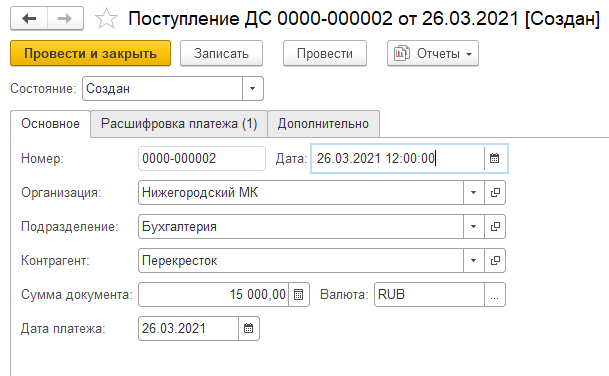 Поступление ДС 0000-000002 от 26.03.2021 [Создан]
Провести и закрыть Записать Провести Отчеты
Состояние: Создан
Основное Расшифровка платежа (1) Дополнительно
Номер: 0000-000002 Дата: 26.03.2021 12:00:00
Организация: Нижегородский МК
Подразделение: Бухгалтерия
Контрагент: Перекресток
Сумма документа: 15 000,00 Валюта: RUB ...
Дата платежа: 26.03.2021